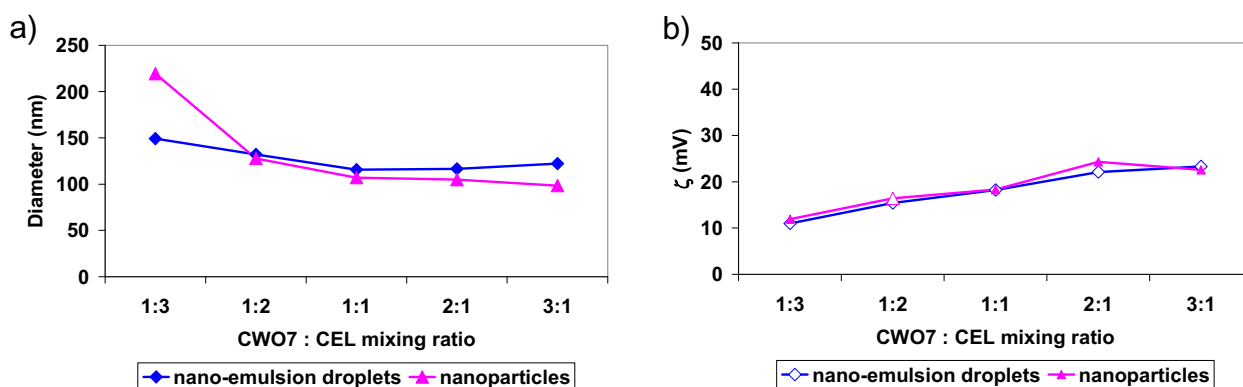 a)
250
200
150
100
50
0
Diameter (nm)
1:3 1:2 1:1 2:1 3:1
CWO7 : CEL mixing ratio
nano-emulsion droplets nanoparticles
b)
50
40
30
20
10
0
ζ (mV)
1:3 1:2 1:1 2:1 3:1
CWO7 : CEL mixing ratio
nano-emulsion droplets nanoparticles